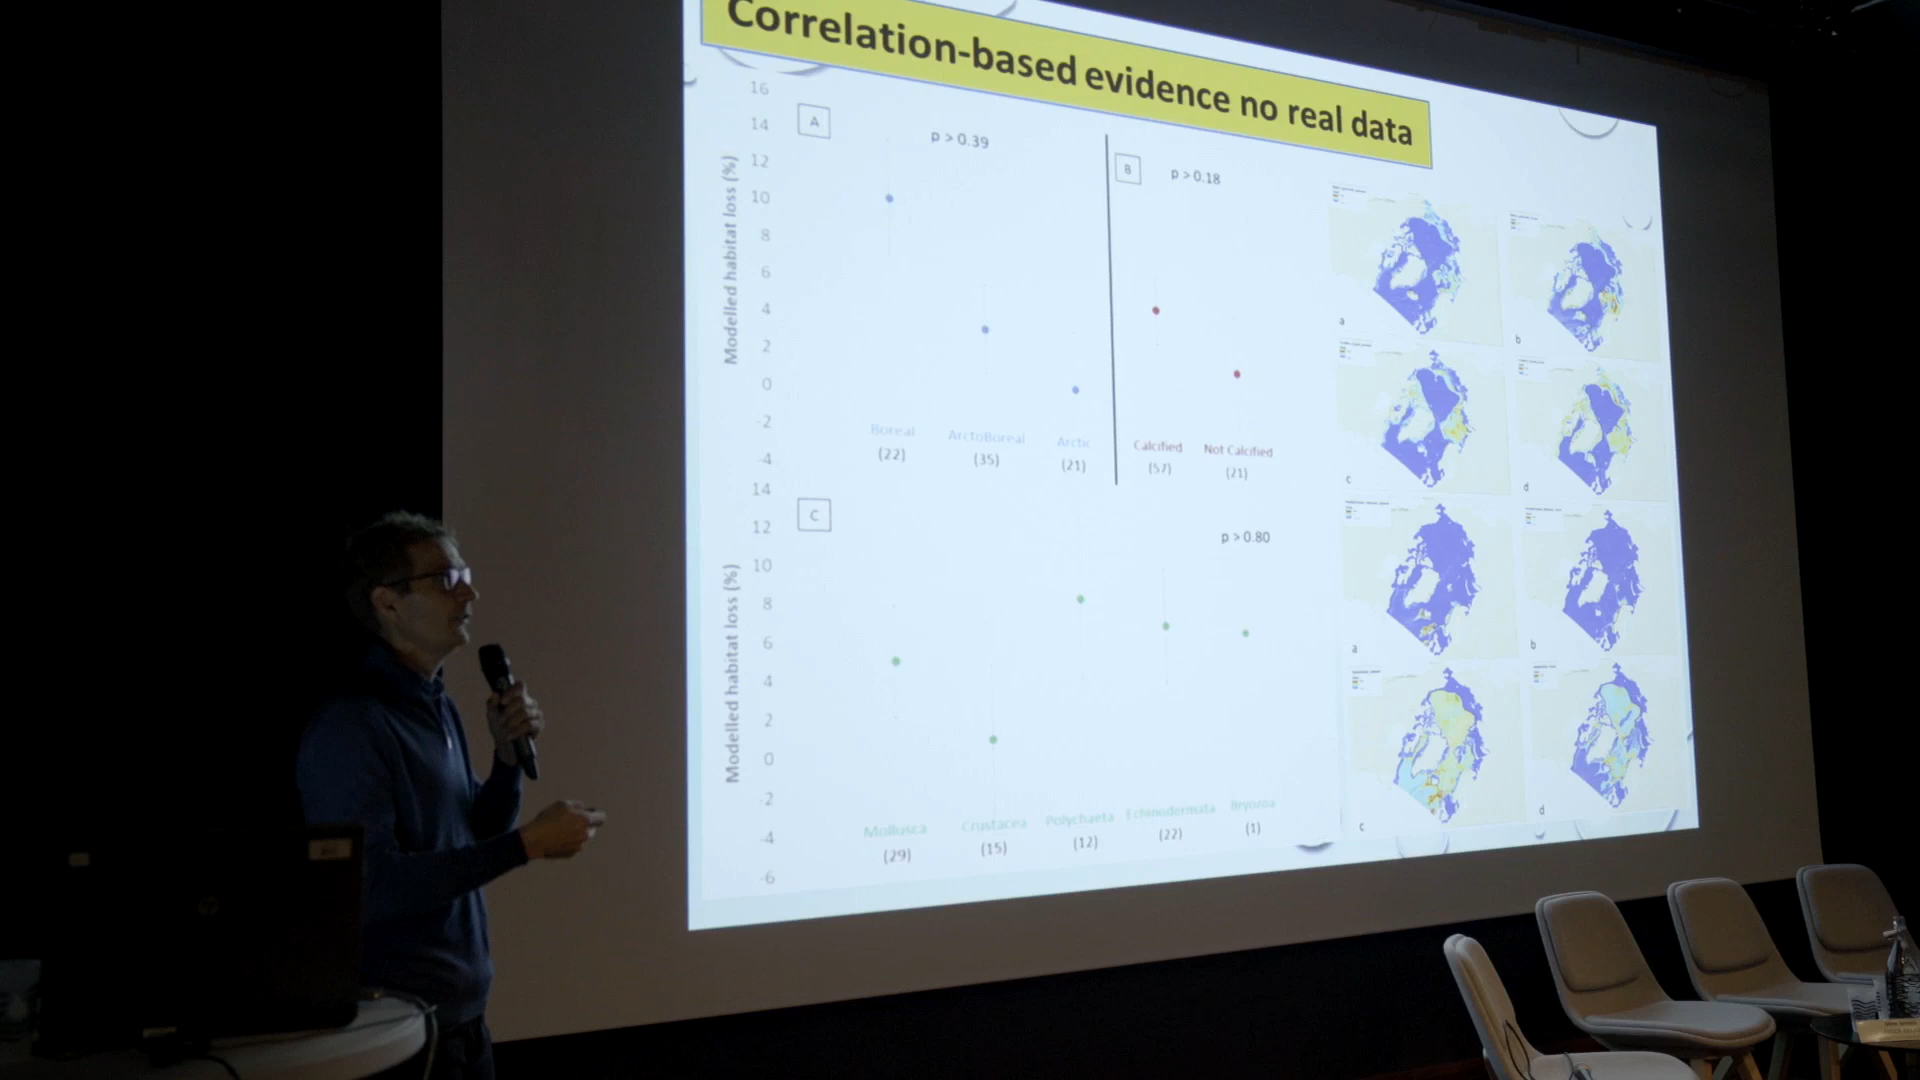 Correlation-based evidence no real data
16
14
12
10
8
6
4
2
0
-2
-4
Modelled habitat loss (%)
A
p > 0.39
Boreal
(22)
ArctoBoreal
(35)
Arctic
(21)
B
p > 0.18
Calcified
(57)
Not Calcified
(21)
14
12
10
8
6
4
2
0
-2
-4
-6
Modelled habitat loss (%)
C
p > 0.80
Mollusca
(29)
Crustacea
(15)
Polychaeta
(12)
Echinodermata
(22)
Bryozoa
(1)
a
b
c
d
a
b
c
d